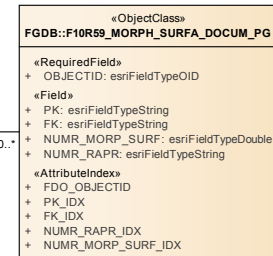 «ObjectClass»
FGDB::F10R59_MORPH_SURFA_DOCUM_PG
«RequiredField»
+ OBJECTID: esriFieldTypeOID
«Field»
+ PK: esriFieldTypeString
+ FK: esriFieldTypeString
+ NUMR_MORP_SURF: esriFieldTypeDouble
0..*
+ NUMR_RAPR: esriFieldTypeString
«AttributeIndex»
+ FDO_OBJECTID
+ PK_IDX
+ FK_IDX
+ NUMR_RAPR_IDX
+ NUMR_MORP_SURF_IDX